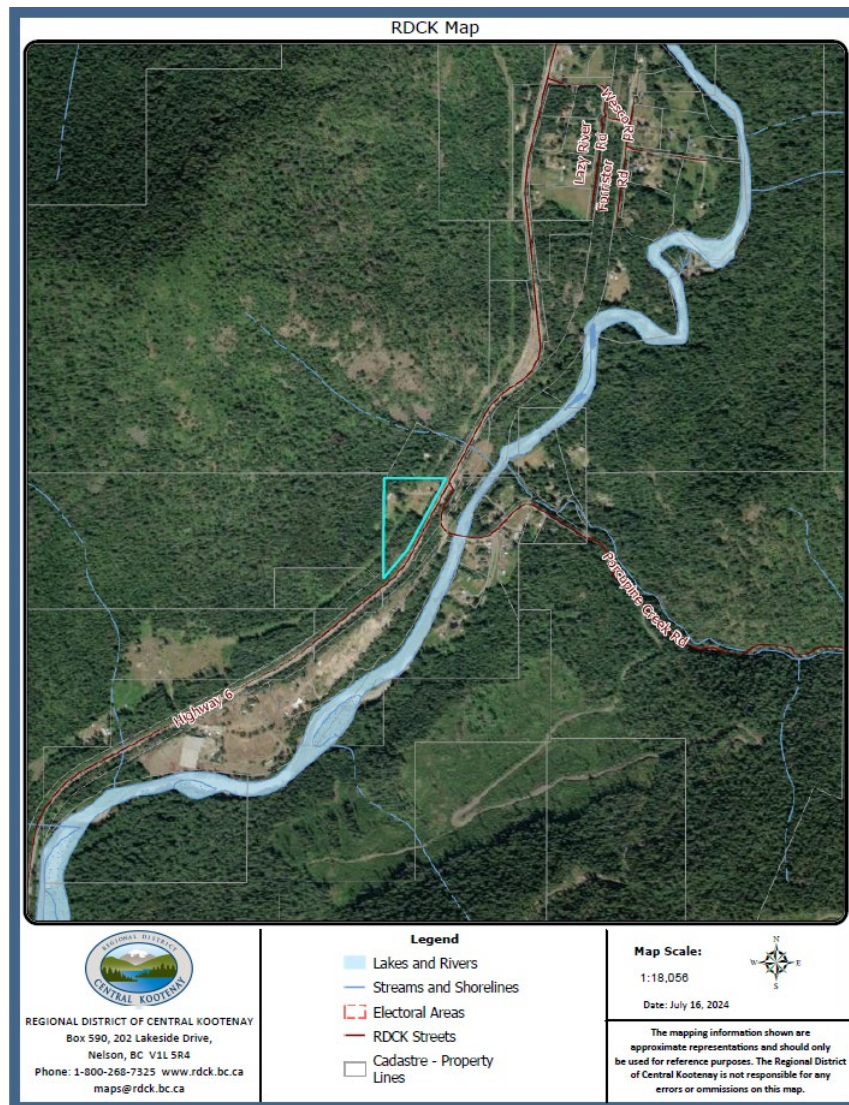 RDCK Map
Wesco Rd
Lazy River
Rd
Forrister
Rd
Porcupine Creek Rd
Highway 6
REGIONAL DISTRICT
CENTRAL KOOTENAY
REGIONAL DISTRICT OF CENTRAL KOOTENAY
Box 590, 202 Lakeside Drive,
Nelson, BC V1L 5R4
Phone: 1-800-268-7325 www.rdck.bc.ca
maps@rdck.bc.ca
Legend
Lakes and Rivers
Streams and Shorelines
Electoral Areas
RDCK Streets
Cadastre - Property
Lines
Map Scale:
1:18,056
Date: July 16, 2024
N
W E
S
The mapping information shown are
approximate representations and should only
be used for reference purposes. The Regional District
of Central Kootenay is not responsible for any
errors or ommissions on this map.